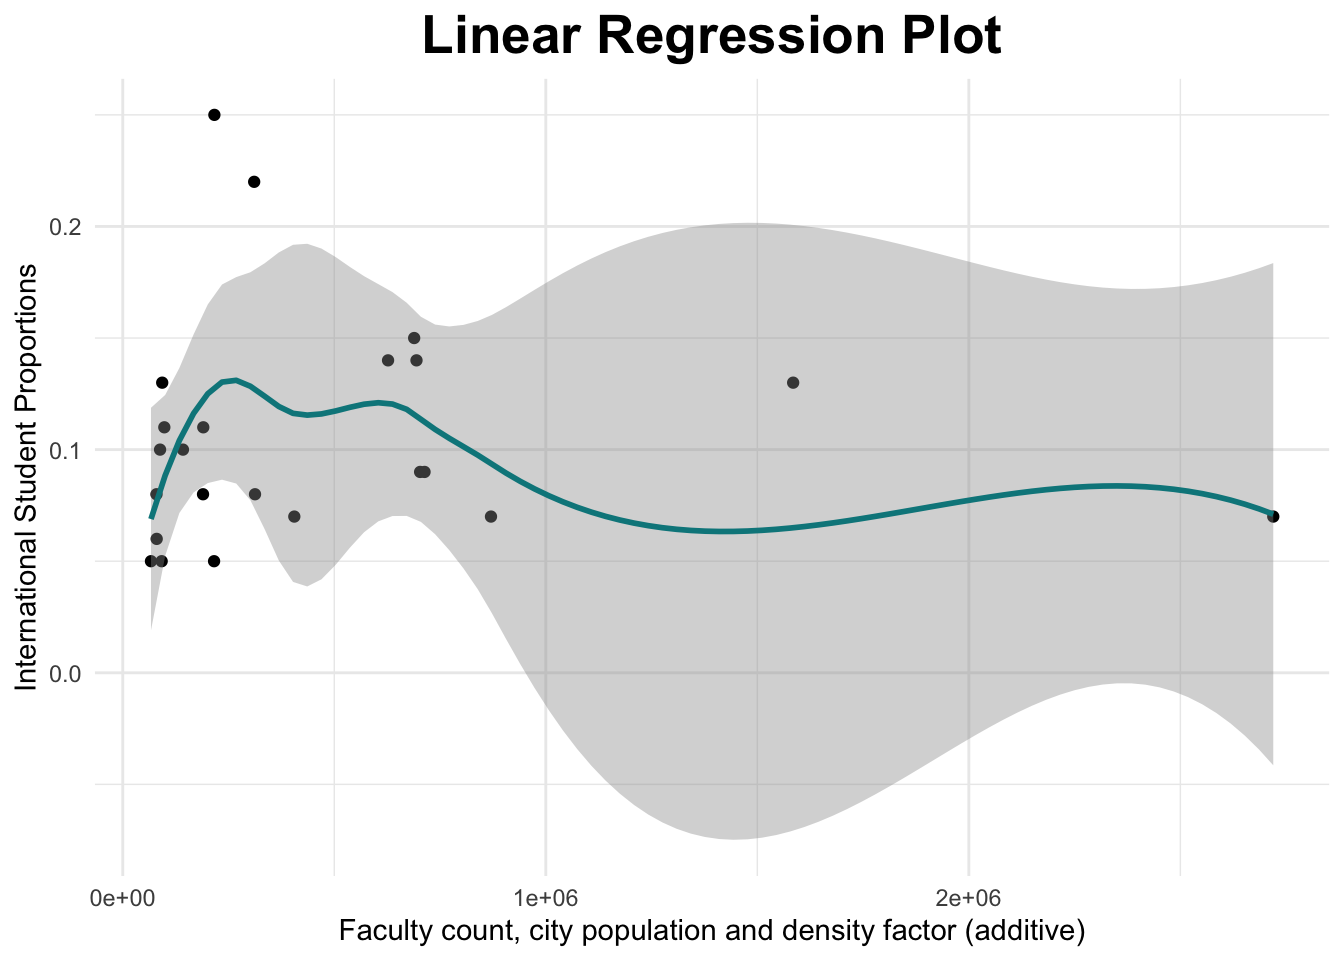 Linear Regression Plot
International Student Proportions
0.2
0.1
0.0
0e+00 1e+06 2e+06
Faculty count, city population and density factor (additive)